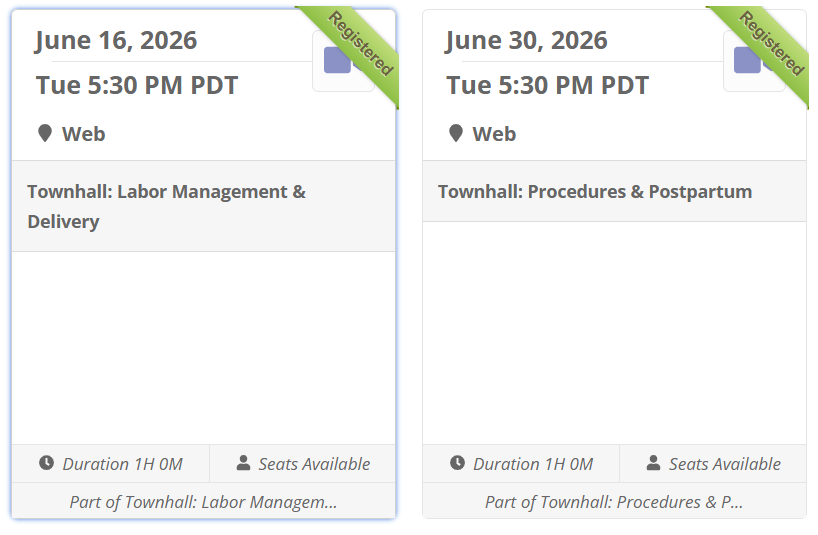 June 16, 2026
Registered
Tue 5:30 PM PDT
Web
Townhall: Labor Management &
Delivery
Duration 1H 0M
Seats Available
Part of Townhall: Labor Managem...
June 30, 2026
Registered
Tue 5:30 PM PDT
Web
Townhall: Procedures & Postpartum
Duration 1H 0M
Seats Available
Part of Townhall: Procedures & P...